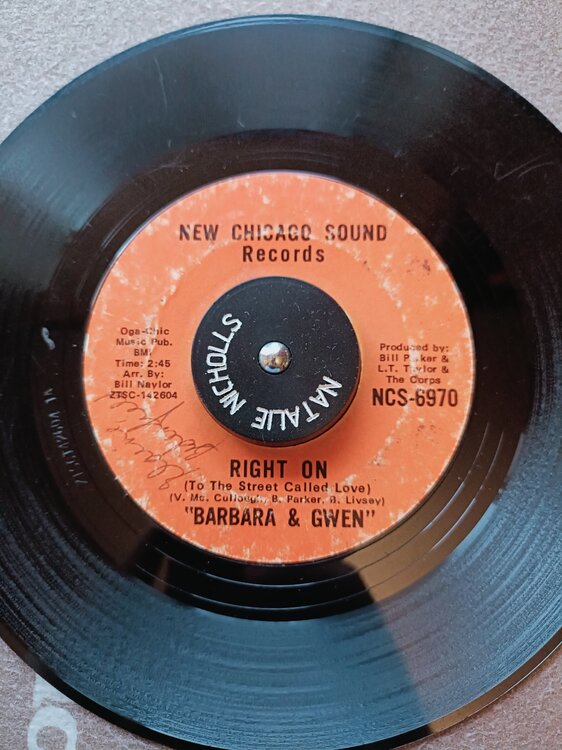 NEW CHICAGO SOUND
Records
Oga-Chic
Music Pub.
BMI
Time: 2:45
Arr. By:
Bill Naylor
ZTSC-142604
Produced by:
Bill Parker &
L.T. Taylor &
The Corps
NCS-6970
NATALIE NICHOLLS
RIGHT ON
(To The Street Called Love)
(V. Mc. Cullough, B. Parker, R. Livsey)
"BARBARA & GWEN"